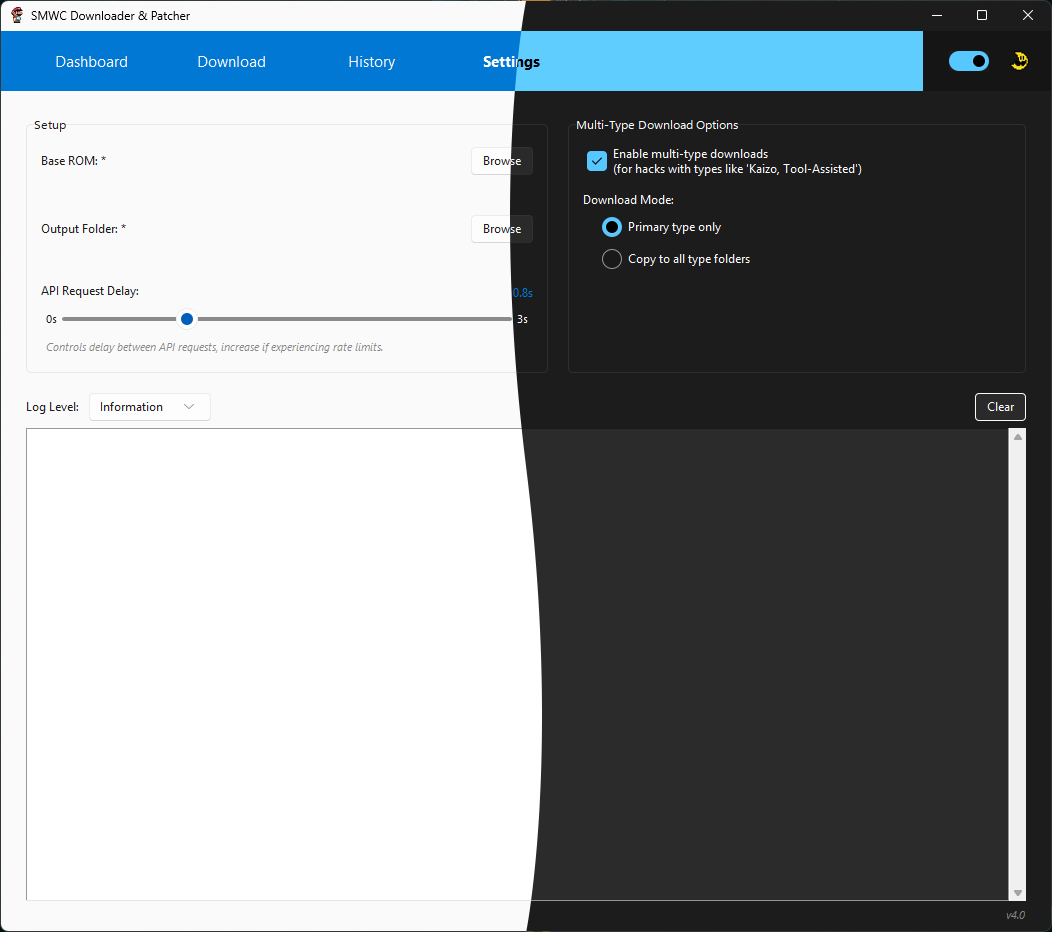 SMWC Downloader & Patcher
Dashboard
Download
History
Settings
Setup
Base ROM: *
Browse
Output Folder: *
Browse
API Request Delay:
0.8s
0s
3s
Controls delay between API requests, increase if experiencing rate limits.
Multi-Type Download Options
Enable multi-type downloads
(for hacks with types like 'Kaizo, Tool-Assisted')
Download Mode:
Primary type only
Copy to all type folders
Log Level:
Information
Clear
v4.0